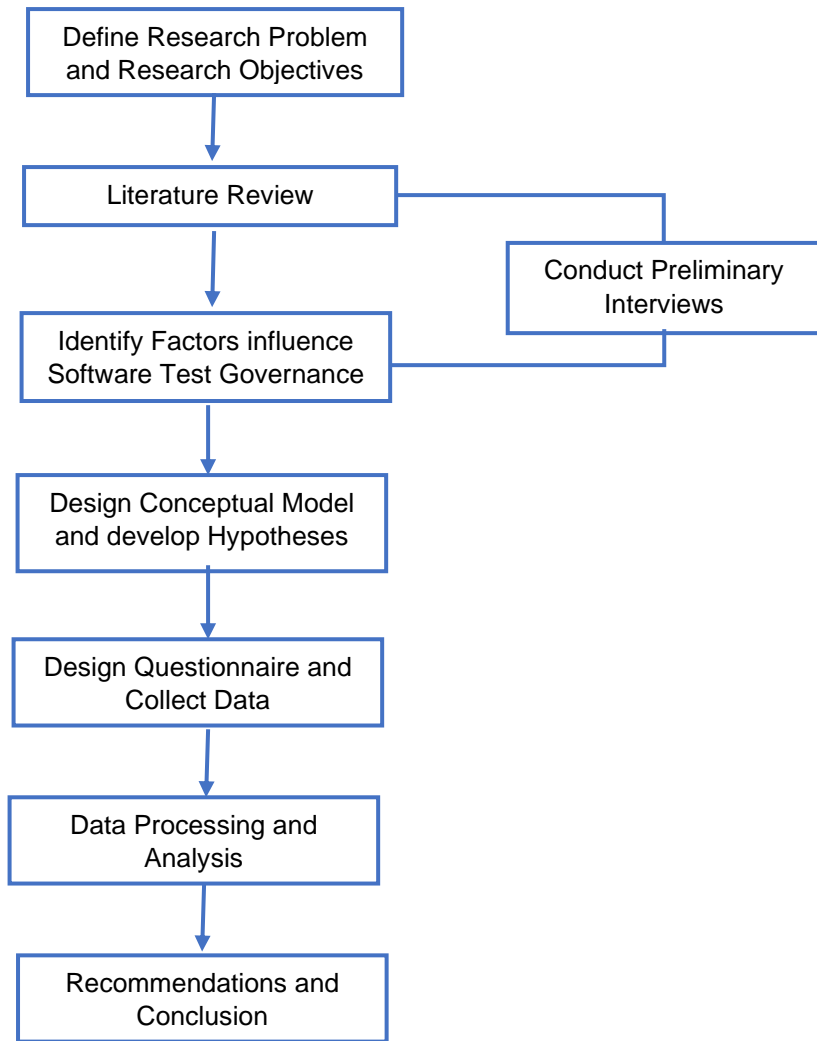 Define Research Problem
and Research Objectives
Literature Review
Conduct Preliminary
Interviews
Identify Factors influence
Software Test Governance
Design Conceptual Model
and develop Hypotheses
Design Questionnaire and
Collect Data
Data Processing and
Analysis
Recommendations and
Conclusion